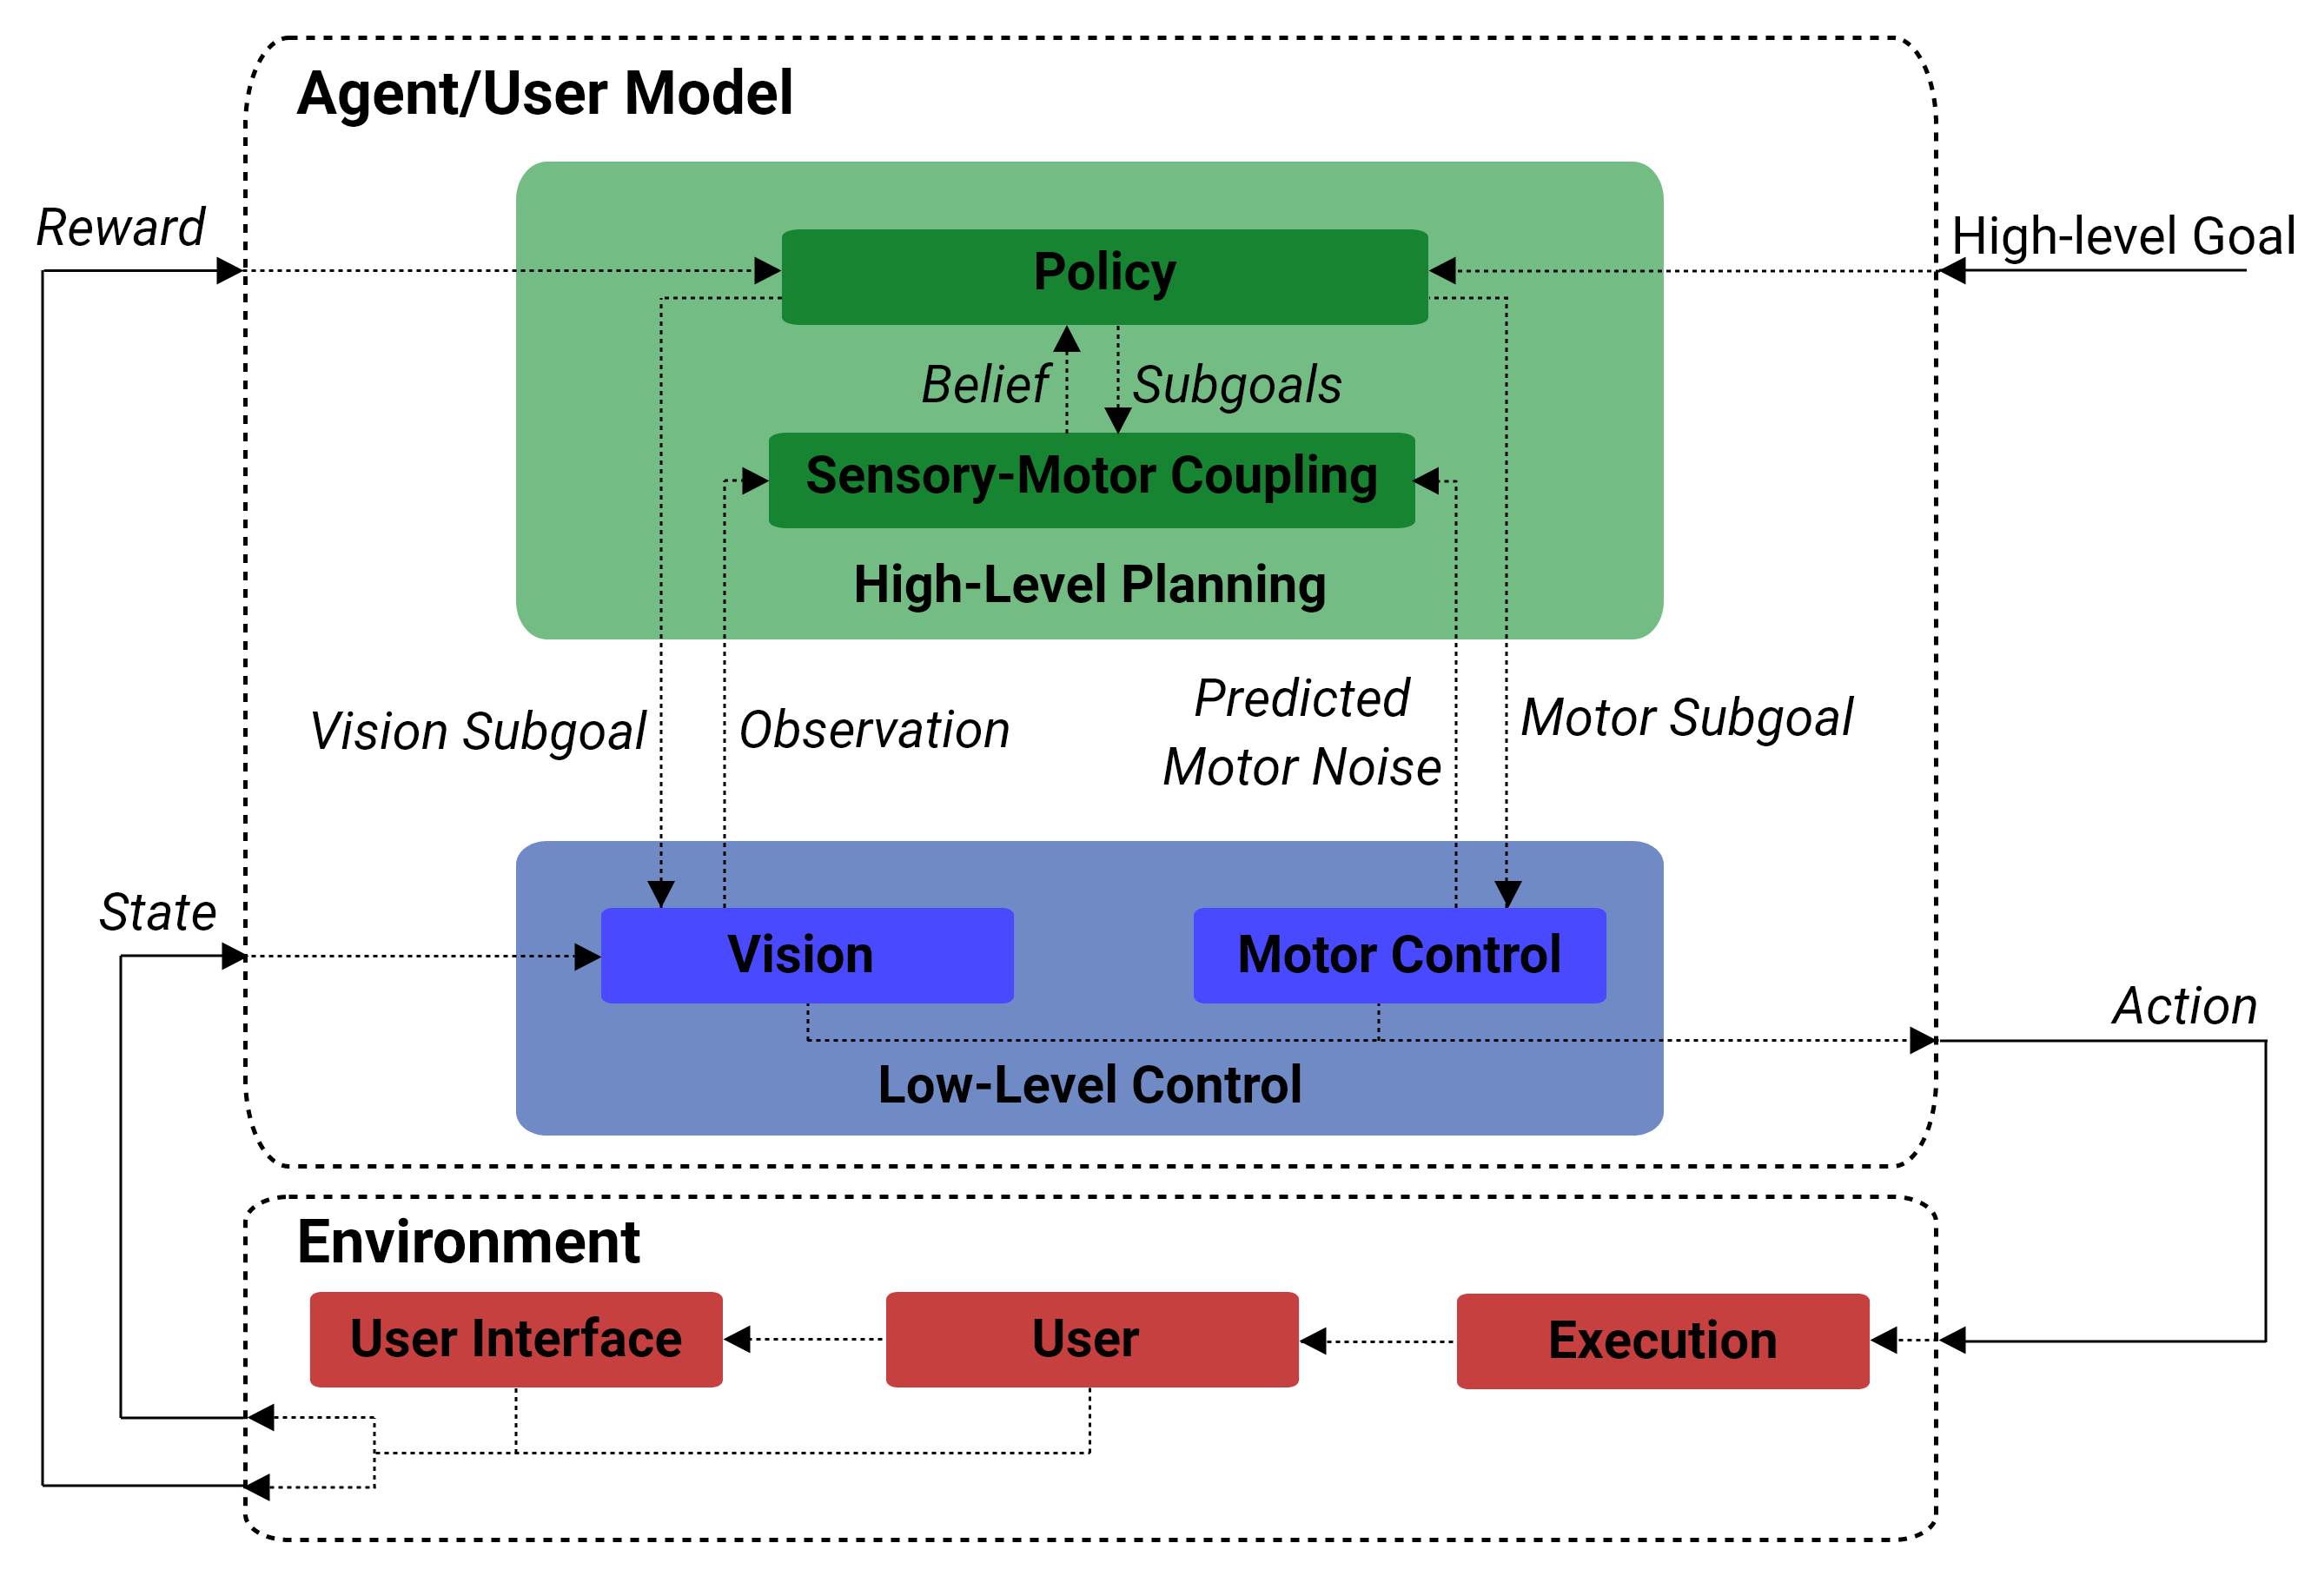 Agent/User Model
Reward
High-level Goal
Policy
Belief
Subgoals
Sensory-Motor Coupling
High-Level Planning
Vision Subgoal
Observation
Predicted
Motor Noise
Motor Subgoal
State
Vision
Motor Control
Action
Low-Level Control
Environment
User Interface
User
Execution